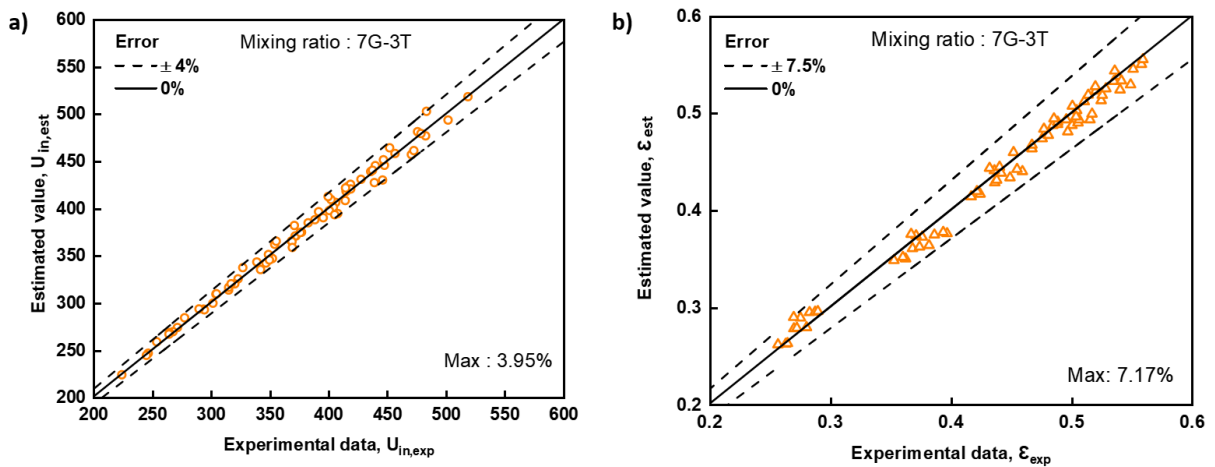 a)
Error
± 4%
0%
Mixing ratio : 7G-3T
Max : 3.95%
Estimated value, U_in,est
600
550
500
450
400
350
300
250
200
200 250 300 350 400 450 500 550 600
Experimental data, U_in,exp
b)
Error
± 7.5%
0%
Mixing ratio : 7G-3T
Max: 7.17%
Estimated value, Ɛ_est
0.6
0.5
0.4
0.3
0.2
0.2 0.3 0.4 0.5 0.6
Experimental data, Ɛ_exp